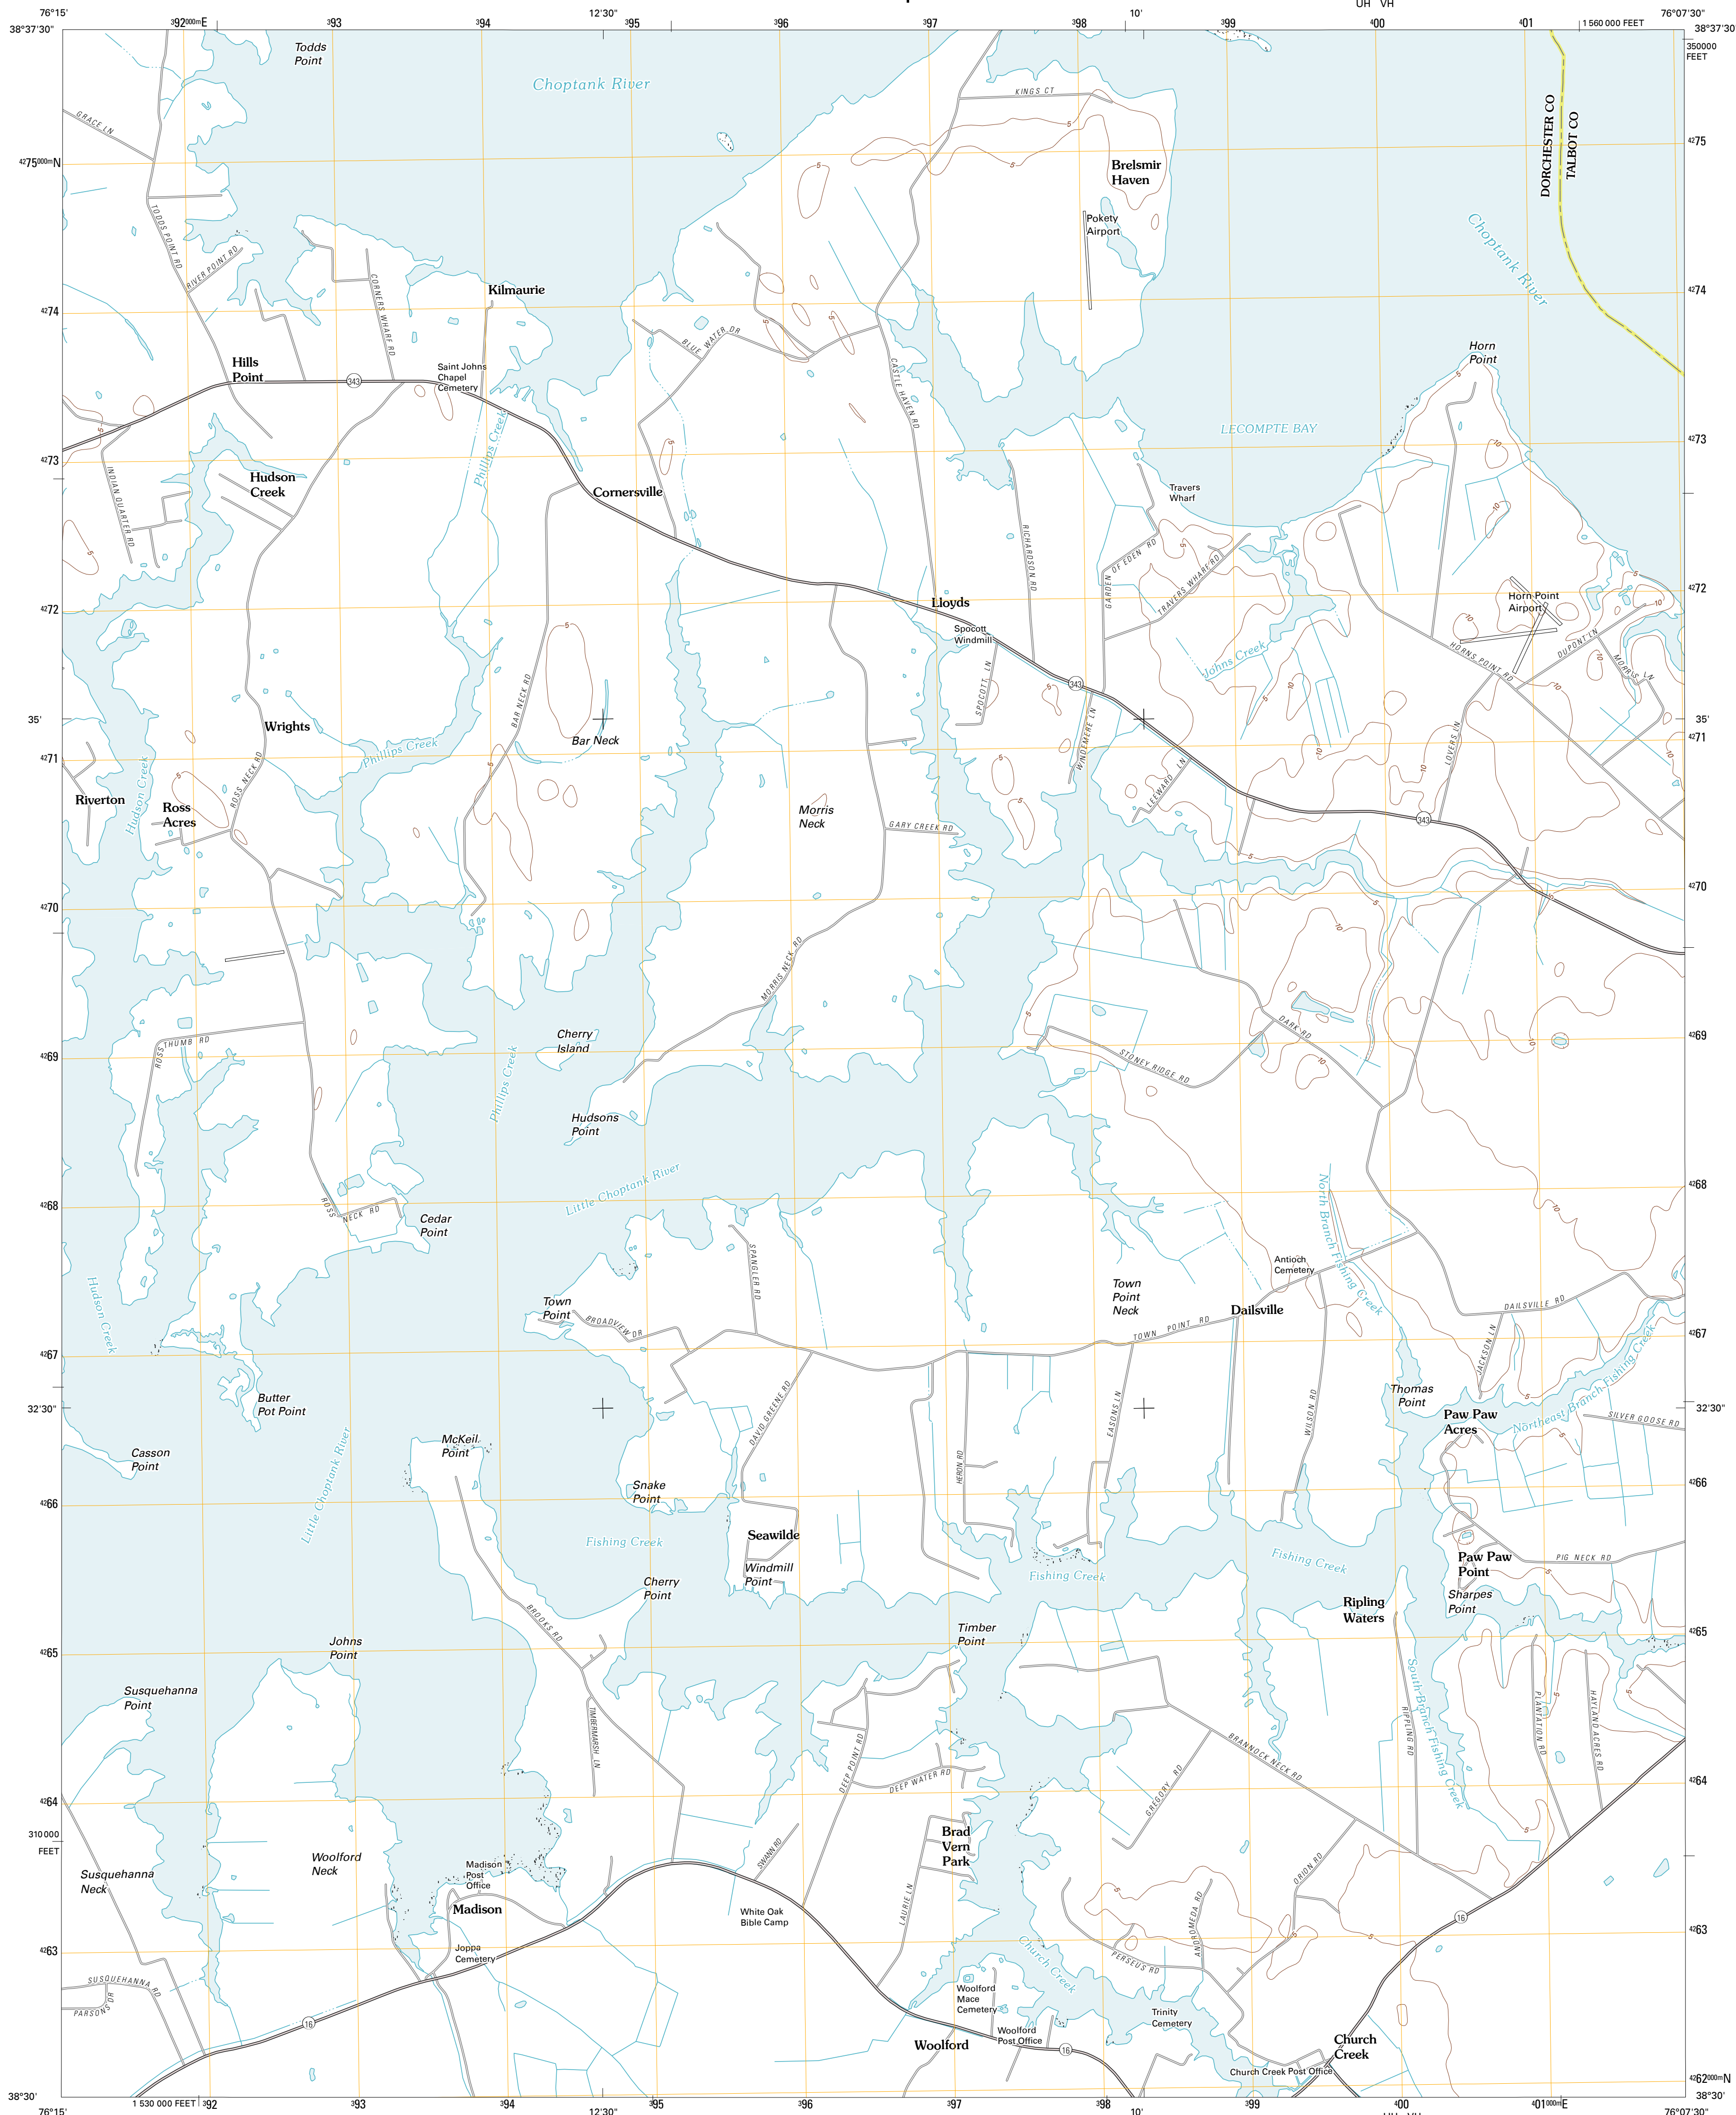 76°15'
³92⁰⁰⁰ᵐE
³93
³94
12'30"
³95
³96
³97
³98
10'
³99
UH VH
⁴00
⁴01
1 560 000 FEET
76°07'30"
38°37'30"
38°37'30"
350000
FEET
Todds
Point
Choptank River
KINGS CT
GRACE LN
DORCHESTER CO
TALBOT CO
⁴²75⁰⁰⁰ᵐN
⁴²75
Brelsmir
Haven
Pokety
Airport
TODDS POINT RD
RIVER POINT RD
CORNERS WHARF RD
Choptank River
Kilmaurie
⁴²74
⁴²74
BLUE WATER DR
Hills
Point
343
Saint Johns
Chapel
Cemetery
CASTLE HAVEN RD
Horn
Point
LECOMPTE BAY
Phillips Creek
⁴²73
⁴²73
INDIAN QUARTER RD
Hudson
Creek
Cornersville
Travers
Wharf
RICHARDSON RD
GARDEN OF EDEN RD
TRAVERS WHARF RD
⁴²72
⁴²72
Lloyds
Spocott
Windmill
Horn Point
Airport
DUPONT LN
MORRIS LN
HORNS POINT RD
Johns Creek
SPOCOTT LN
343
BAR NECK RD
35'
35'
Wrights
Bar Neck
Phillips Creek
WINDEMERE LN
LOVERS LN
⁴²71
⁴²71
Hudson Creek
ROSS NECK RD
LEEWARD LN
Riverton
Ross
Acres
Morris
Neck
GARY CREEK RD
343
⁴²70
⁴²70
MORRIS NECK RD
DARK RD
Cherry
Island
ROSS THUMB RD
Phillips Creek
STONEY RIDGE RD
⁴²69
⁴²69
Hudsons
Point
Little Choptank River
ROSS NECK RD
Cedar
Point
⁴²68
⁴²68
North Branch Fishing Creek
Antioch
Cemetery
SPANGLER RD
Hudson Creek
Town
Point
BROADVIEW DR
Town
Point
Neck
Dailsville
TOWN POINT RD
DAILSVILLE RD
⁴²67
⁴²67
JACKSON LN
Northeast Branch Fishing Creek
Butter
Pot Point
DAVID GREENE RD
EASONS LN
WILSON RD
Thomas
Point
Paw Paw
Acres
SILVER GOOSE RD
32'30"
32'30"
Casson
Point
McKeil
Point
Little Choptank River
HERON RD
Snake
Point
⁴²66
⁴²66
Fishing Creek
Seawilde
Windmill
Point
Fishing Creek
Fishing Creek
Paw Paw
Point
PIG NECK RD
Cherry
Point
Sharpes
Point
Ripling
Waters
BROOKS RD
Timber
Point
Johns
Point
⁴²65
⁴²65
Susquehanna
Point
TIMBERMARSH LN
DEEP POINT RD
DEEP WATER RD
BRANNOCK NECK RD
GREGORY RD
RIPPLING RD
South Branch Fishing Creek
PLANTATION RD
HAYLAND ACRES RD
⁴²64
⁴²64
310000
FEET
Brad
Vern
Park
SWANN RD
Woolford
Neck
Susquehanna
Neck
Madison
Post
Office
Madison
LAURIE LN
ORION RD
ANDROMEDA RD
White Oak
Bible Camp
16
⁴²63
⁴²63
Joppa
Cemetery
Church Creek
PERSEUS RD
SUSQUEHANNA RD
PARSONS DR
Woolford
Mace
Cemetery
Trinity
Cemetery
16
Woolford
Post Office
Woolford
16
Church
Creek
Church Creek Post Office
⁴²62⁰⁰⁰ᵐN
38°30'
38°30'
76°15'
1 530 000 FEET
³92
³93
³94
12'30"
³95
³96
³97
³98
10'
³99
⁴00
⁴01⁰⁰⁰ᵐE
76°07'30"